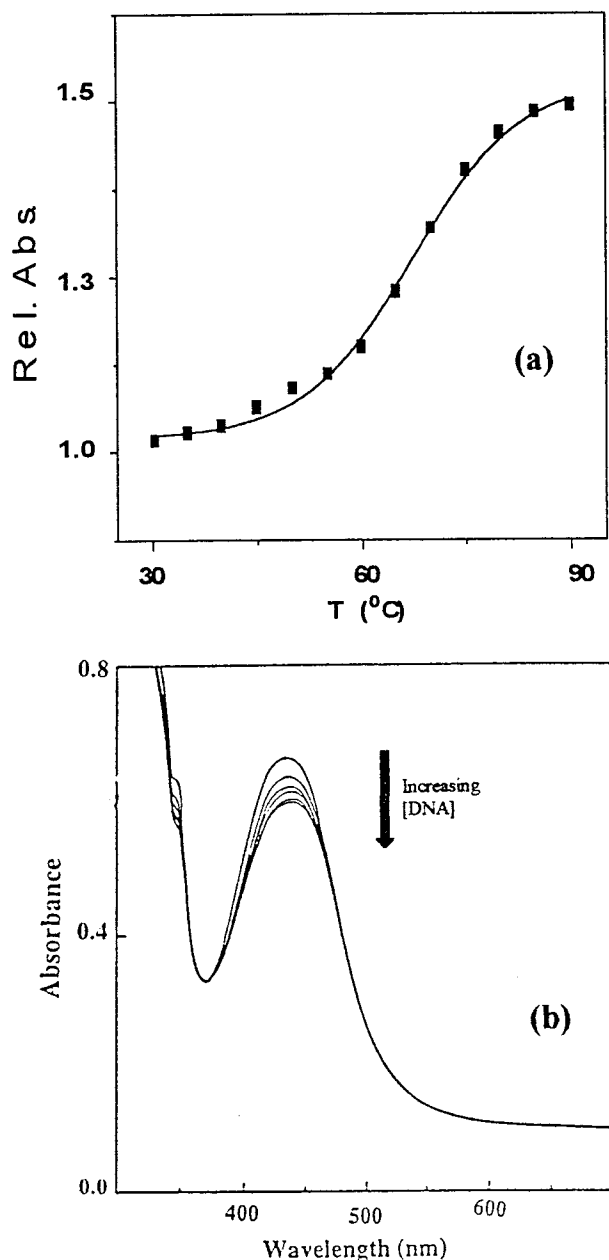 1.5
1.3
1.0
Rel. Abs.
(a)
30
60
90
T (°C)
0.8
0.4
0.0
Absorbance
Increasing
[DNA]
(b)
400
500
600
Wavelength (nm)